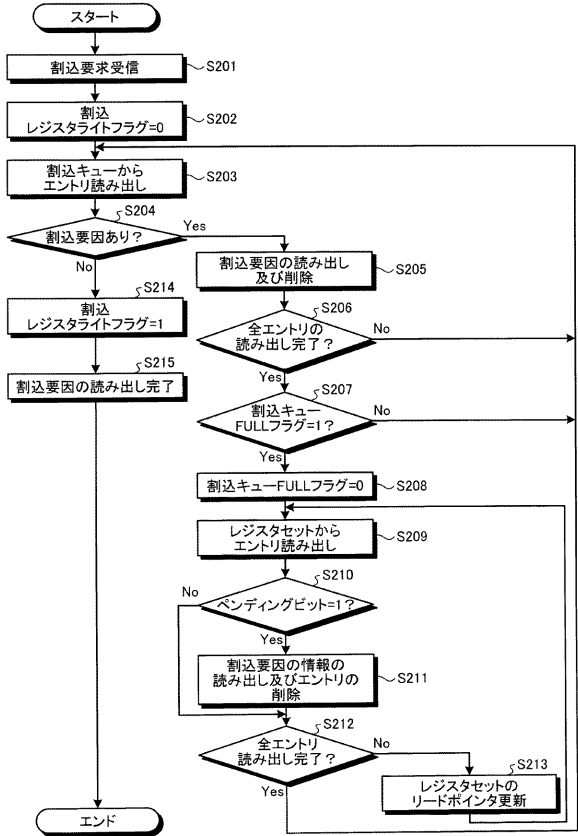 スタート
割込要求受信
S201
割込
レジスタライトフラグ=0
S202
割込キューから
エントリ読み出し
S203
S204
割込要因あり？
Yes
No
割込要因の読み出し
及び削除
S205
S214
割込
レジスタライトフラグ=1
S206
全エントリの
読み出し完了？
No
Yes
S215
割込要因の読み出し完了
S207
割込キュー
FULLフラグ=1？
No
Yes
割込キューFULLフラグ=0
S208
レジスタセットから
エントリ読み出し
S209
S210
ペンディングビット=1？
No
Yes
割込要因の情報の
読み出し及びエントリの
削除
S211
S212
全エントリ
読み出し完了？
No
Yes
S213
レジスタセットの
リードポインタ更新
エンド